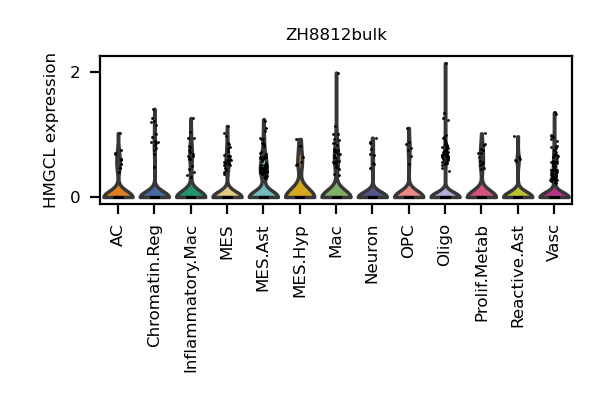 ZH8812bulk
HMGCL expression
2
0
AC
Chromatin.Reg
Inflammatory.Mac
MES
MES.Ast
MES.Hyp
Mac
Neuron
OPC
Oligo
Prolif.Metab
Reactive.Ast
Vasc